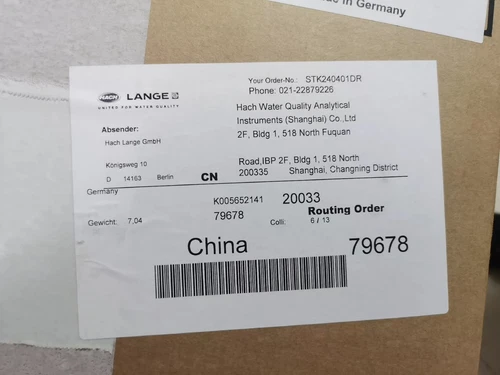 Made in Germany
HACH LANGE
UNITED FOR WATER QUALITY
Your Order-No.: STK240401DR
Phone: 021-22879226
Hach Water Quality Analytical
Instruments (Shanghai) Co.,Ltd
2F, Bldg 1, 518 North Fuquan
Absender:
Hach Lange GmbH
Königsweg 10
Road,IBP 2F, Bldg 1, 518 North
D 14163 Berlin CN 200335 Shanghai, Changning District
Germany
K005652141 20033
Gewicht: 7,04 79678 Colli: Routing Order
6 / 13
China 79678